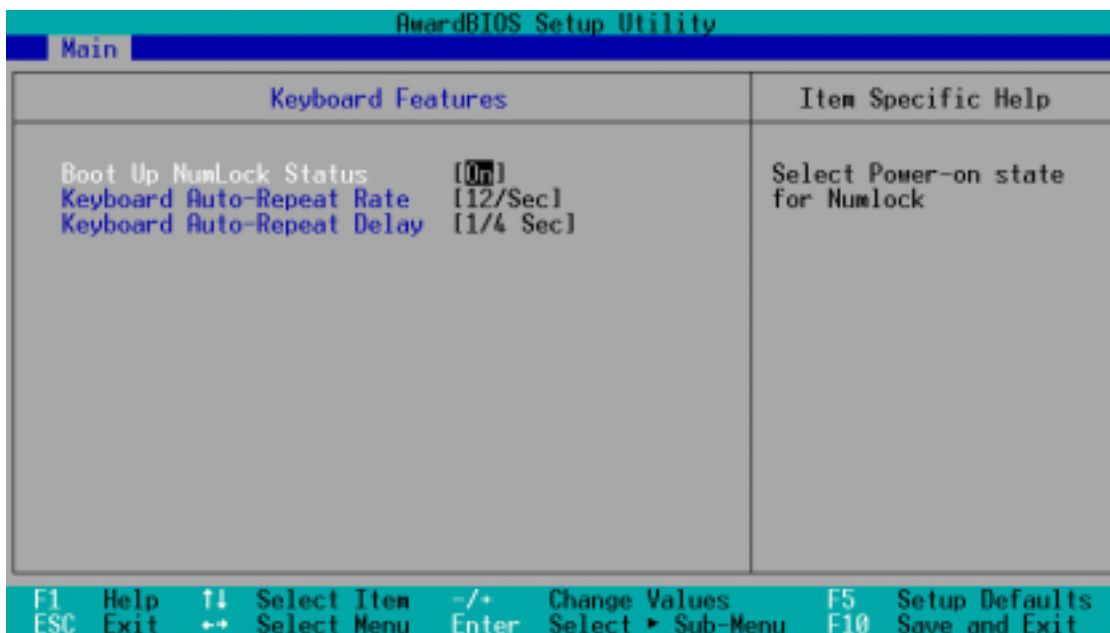 AwardBIOS Setup Utility
Main
Keyboard Features
Item Specific Help
Boot Up NumLock Status [On]
Keyboard Auto-Repeat Rate [12/Sec]
Keyboard Auto-Repeat Delay [1/4 Sec]
Select Power-on state
for Numlock
F1 Help ↑↓ Select Item -/+ Change Values F5 Setup Defaults
ESC Exit ←→ Select Menu Enter Select ► Sub-Menu F10 Save and Exit